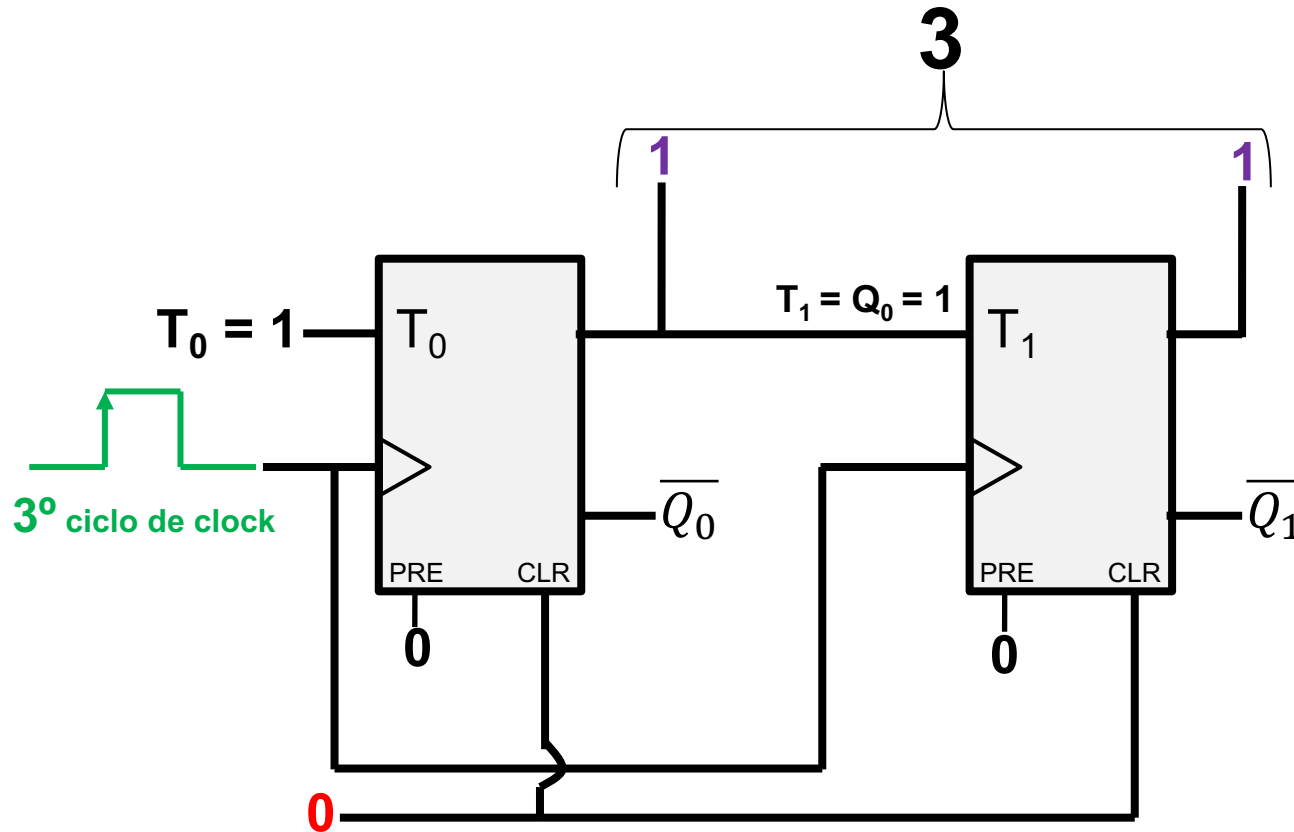 3
1 1
T₁ = Q₀ = 1
T₀ = 1 T₀ T₁
3º ciclo de clock
Q̅₀ Q̅₁
PRE CLR PRE CLR
0 0
0